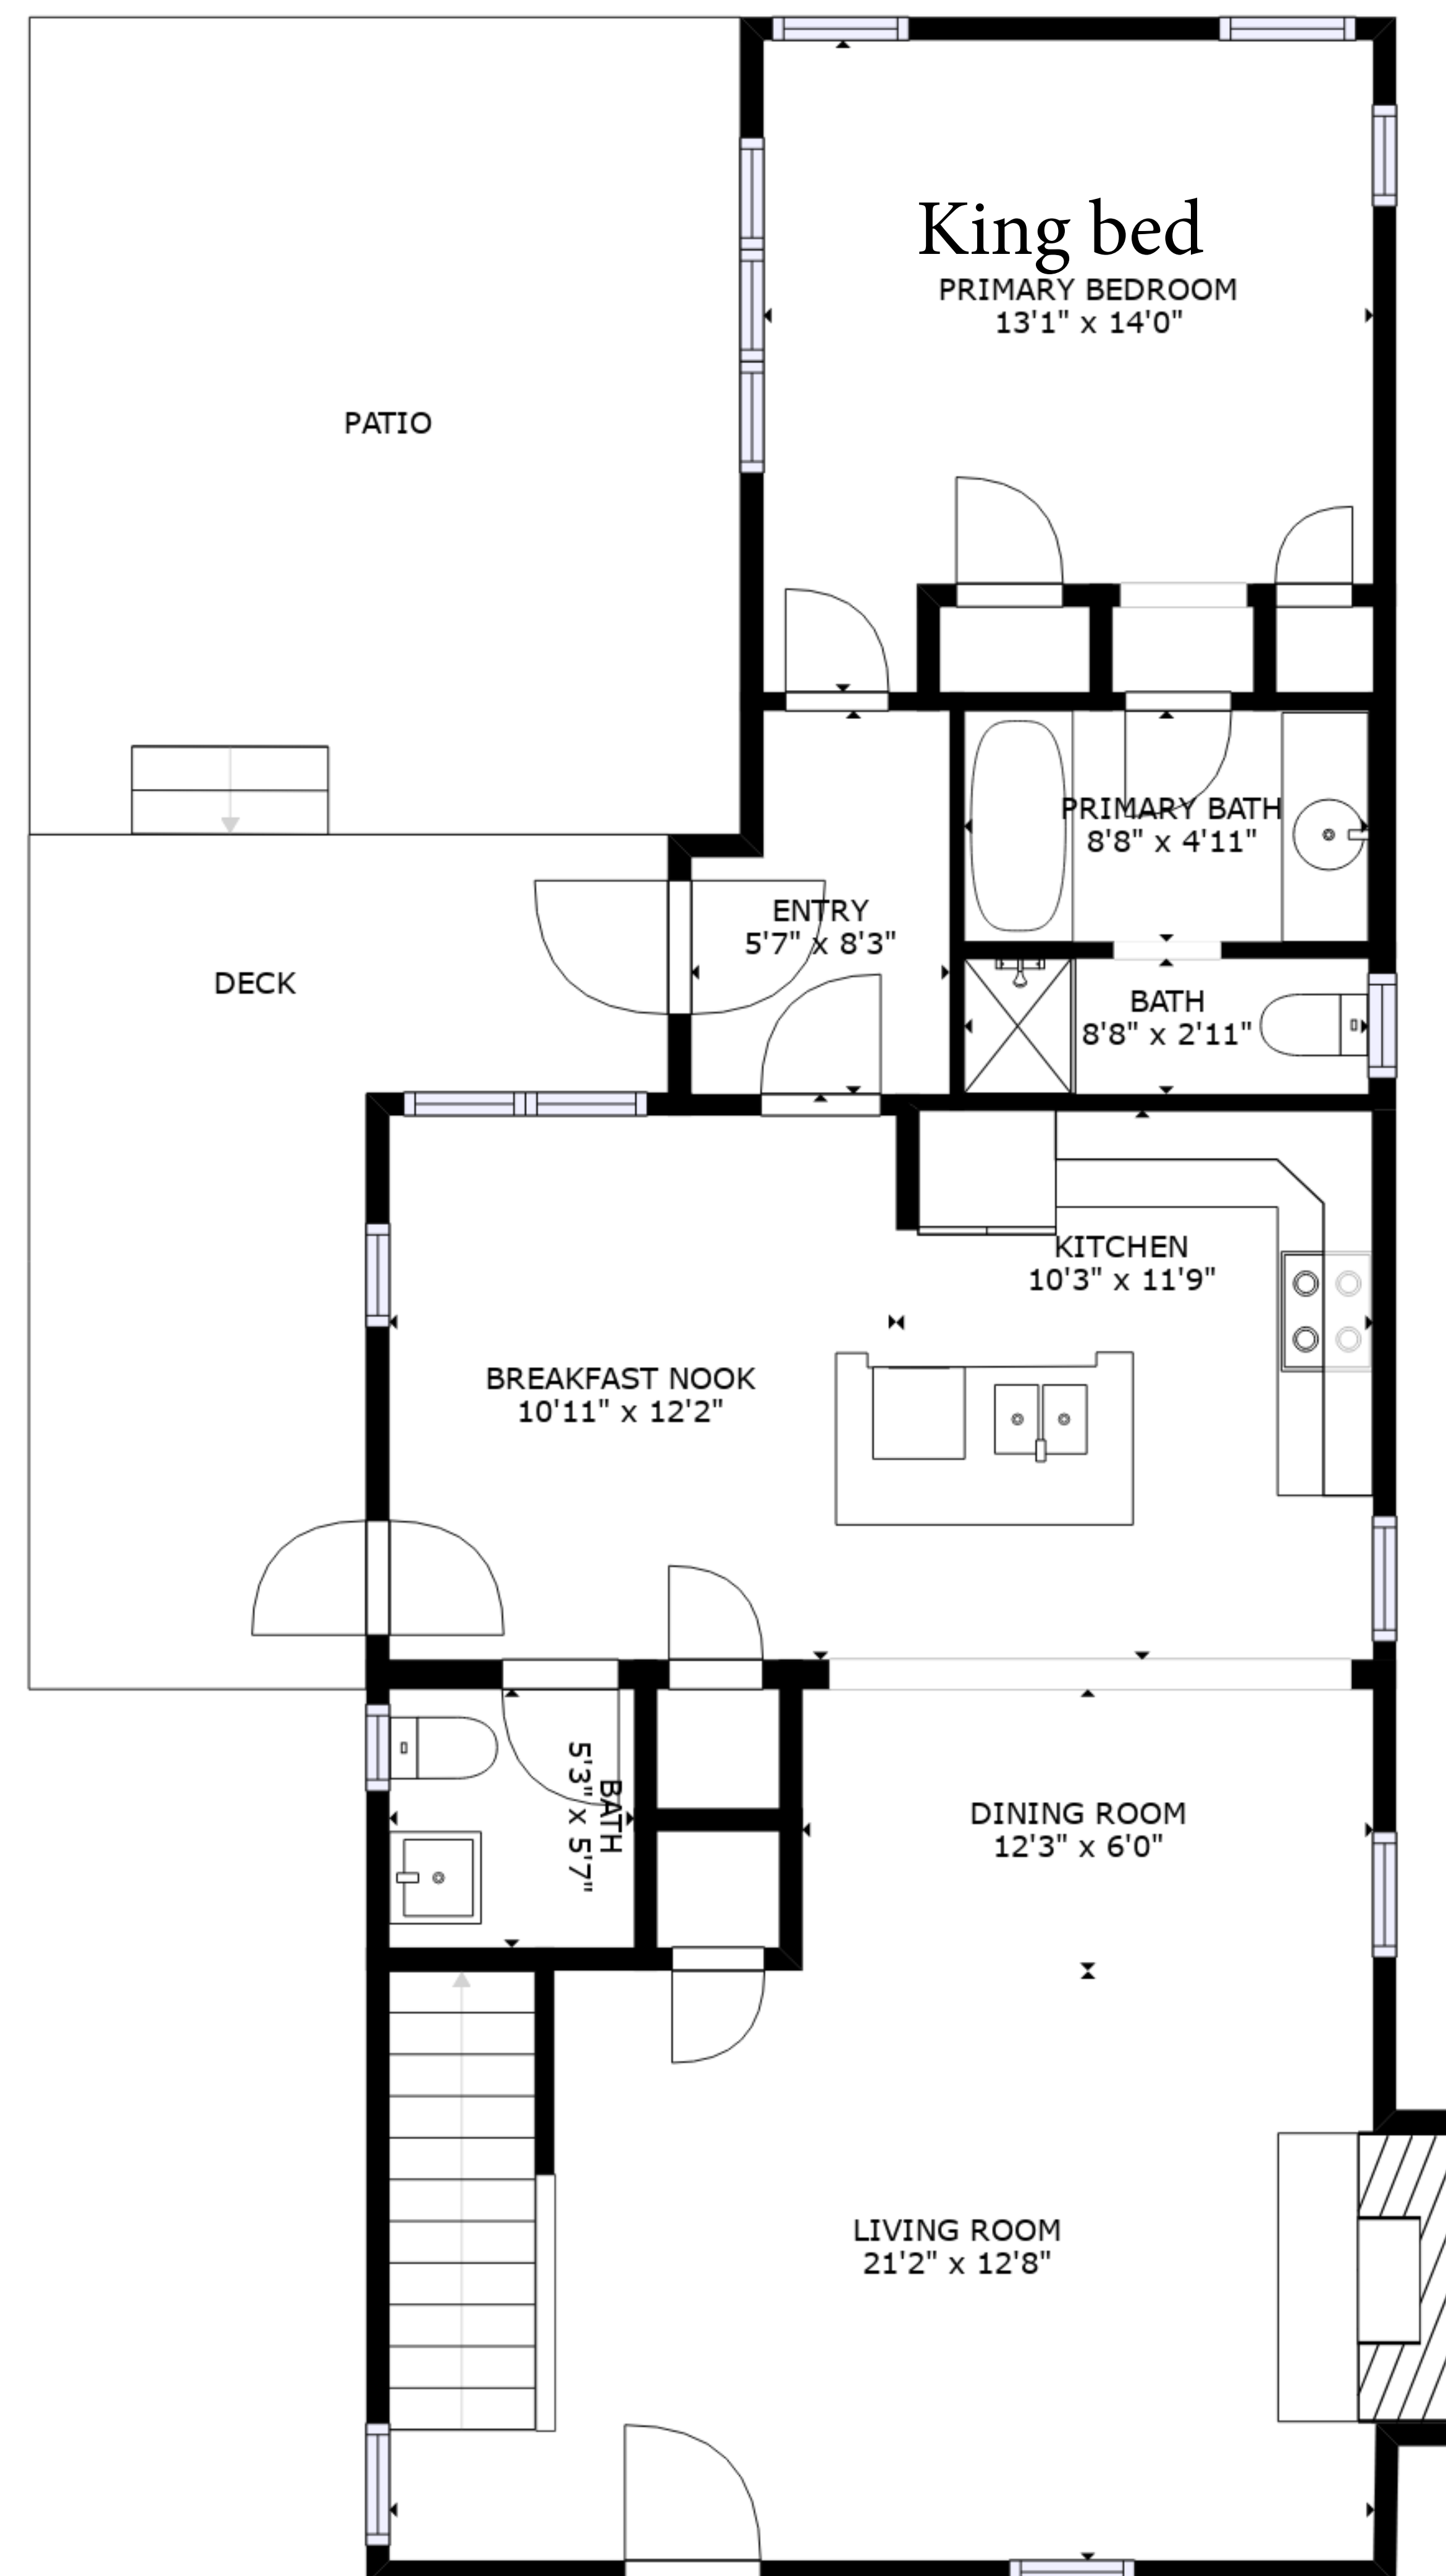 King bed
PRIMARY BEDROOM
13'1" x 14'0"
PATIO
PRIMARY BATH
8'8" x 4'11"
ENTRY
5'7" x 8'3"
DECK
BATH
8'8" x 2'11"
KITCHEN
10'3" x 11'9"
BREAKFAST NOOK
10'11" x 12'2"
BATH
5'3" x 5'7"
DINING ROOM
12'3" x 6'0"
LIVING ROOM
21'2" x 12'8"